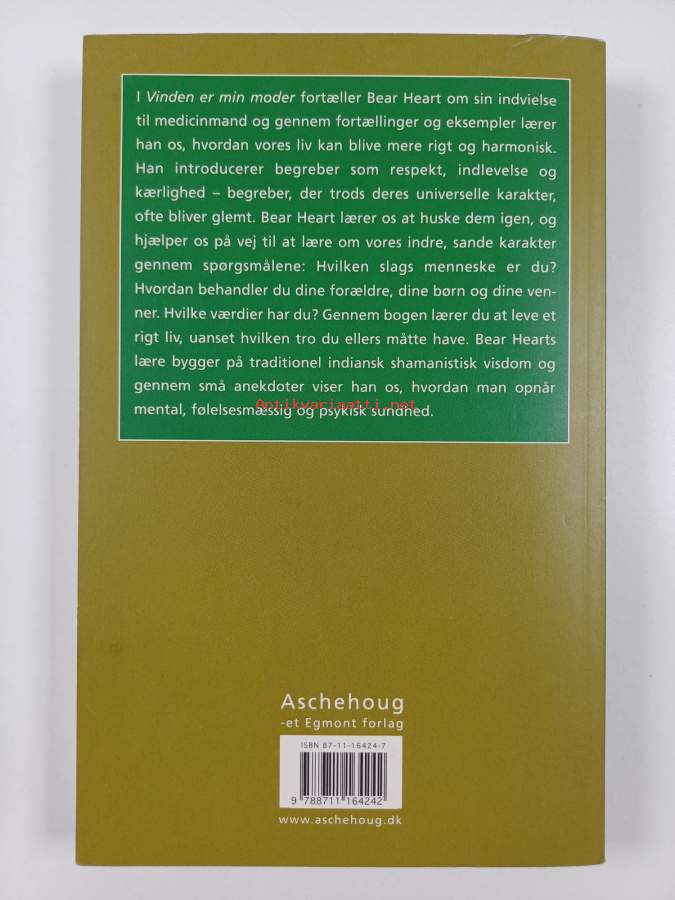 I Vinden er min moder fortæller Bear Heart om sin indvielse
til medicinmand og gennem fortællinger og eksempler lærer
han os, hvordan vores liv kan blive mere rigt og harmonisk.
Han introducerer begreber som respekt, indlevelse og
kærlighed – begreber, der trods deres universelle karakter,
ofte bliver glemt. Bear Heart lærer os at huske dem igen, og
hjælper os på vej til at lære om vores indre, sande karakter
gennem spørgsmålene: Hvilken slags menneske er du?
Hvordan behandler du dine forældre, dine børn og dine ven-
ner. Hvilke værdier har du? Gennem bogen lærer du at leve et
rigt liv, uanset hvilken tro du ellers måtte have. Bear Hearts
lære bygger på traditionel indiansk shamanistisk visdom og
gennem små anekdoter viser han os, hvordan man opnår
mental, følelsesmæssig og psykisk sundhed.
Antikvariaatti.net
Aschehoug
-et Egmont forlag
ISBN 87-11-16424-7
9 788711 164242
www.aschehoug.dk